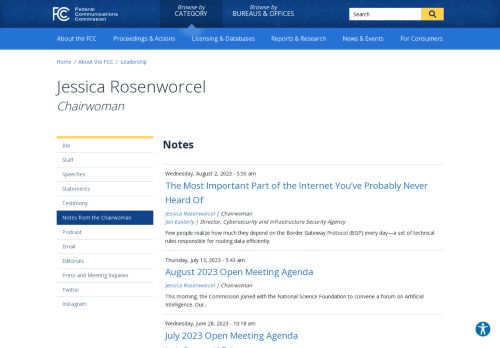 FCC Federal Communications Commission
Browse by CATEGORY
Browse by BUREAUS & OFFICES
Search
About the FCC Proceedings & Actions Licensing & Databases Reports & Research News & Events For Consumers
Home / About the FCC / Leadership
Jessica Rosenworcel
Chairwoman
Bio
Staff
Speeches
Statements
Testimony
Notes from the Chairwoman
Podcast
Email
Editorials
Press and Meeting Inquiries
Twitter
Instagram
Notes
Wednesday, August 2, 2023 - 5:50 am
The Most Important Part of the Internet You've Probably Never
Heard Of
Jessica Rosenworcel | Chairwoman
Jen Easterly | Director, Cybersecurity and Infrastructure Security Agency
Few people realize how much they depend on the Border Gateway Protocol (BGP) every day—a set of technical
rules responsible for routing data efficiently.
Thursday, July 13, 2023 - 5:43 am
August 2023 Open Meeting Agenda
Jessica Rosenworcel | Chairwoman
This morning, the Commission joined with the National Science Foundation to convene a forum on Artificial
Intelligence. Our...
Wednesday, June 28, 2023 - 10:18 am
July 2023 Open Meeting Agenda